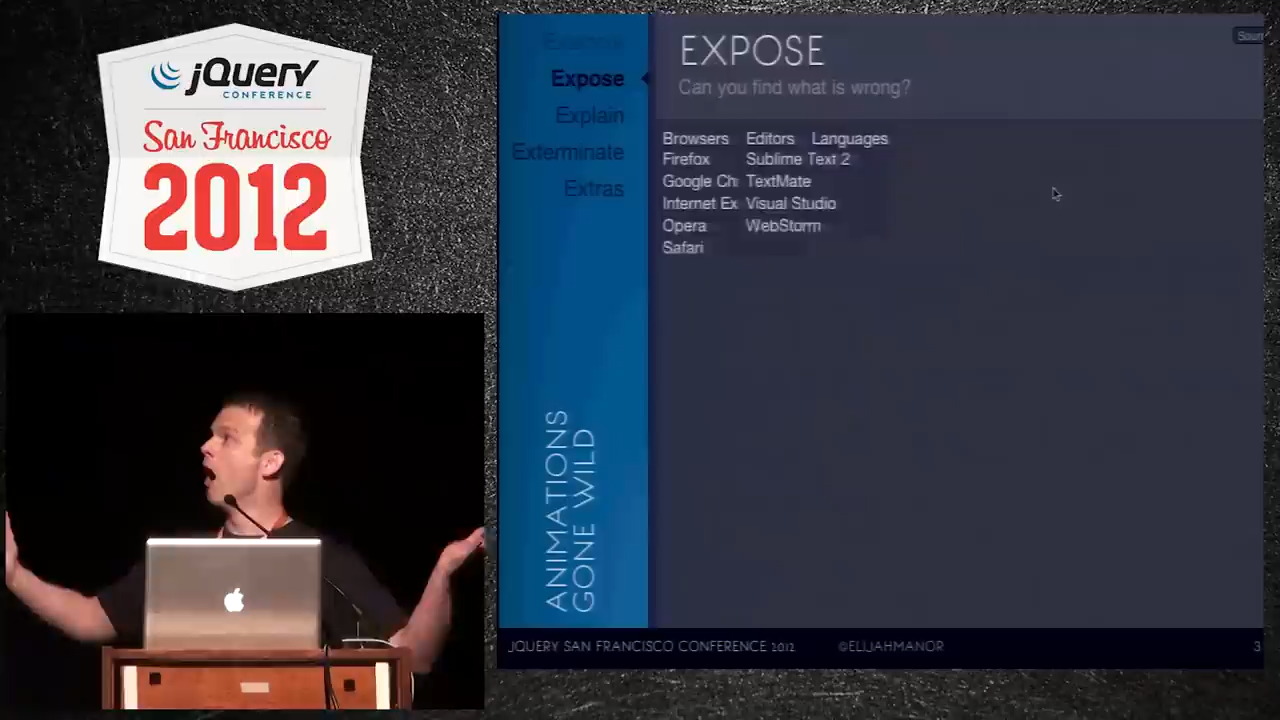 jQuery
CONFERENCE
San Francisco
2012
Expose
Explain
Exterminate
Extras
ANIMATIONS
GONE WILD
EXPOSE
Can you find what is wrong?
Browsers Editors Languages
Firefox Sublime Text 2
Google Ch TextMate
Internet Ex Visual Studio
Opera WebStorm
Safari
JQUERY SAN FRANCISCO CONFERENCE 2012 @ELIJAHMANOR 3